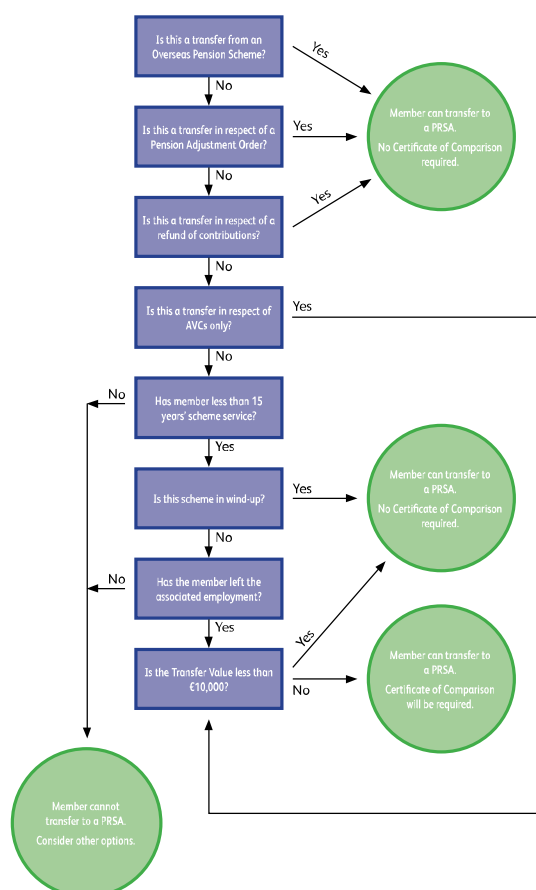 Is this a transfer from an
Overseas Pension Scheme?
Yes
No
Member can transfer to
a PRSA.
No Certificate of Comparison
required.
Is this a transfer in respect of a
Pension Adjustment Order?
Yes
No
Is this a transfer in respect of a
refund of contributions?
Yes
No
Is this a transfer in respect of
AVCs only?
Yes
No
Has member less than 15
years' scheme service?
No
Yes
Is this scheme in wind-up?
Yes
No
Member can transfer to
a PRSA.
No Certificate of Comparison
required.
Has the member left the
associated employment?
No
Yes
Is the Transfer Value less than
€10,000?
Yes
No
Member can transfer to
a PRSA.
Certificate of Comparison
will be required.
Member cannot
transfer to a PRSA.
Consider other options.